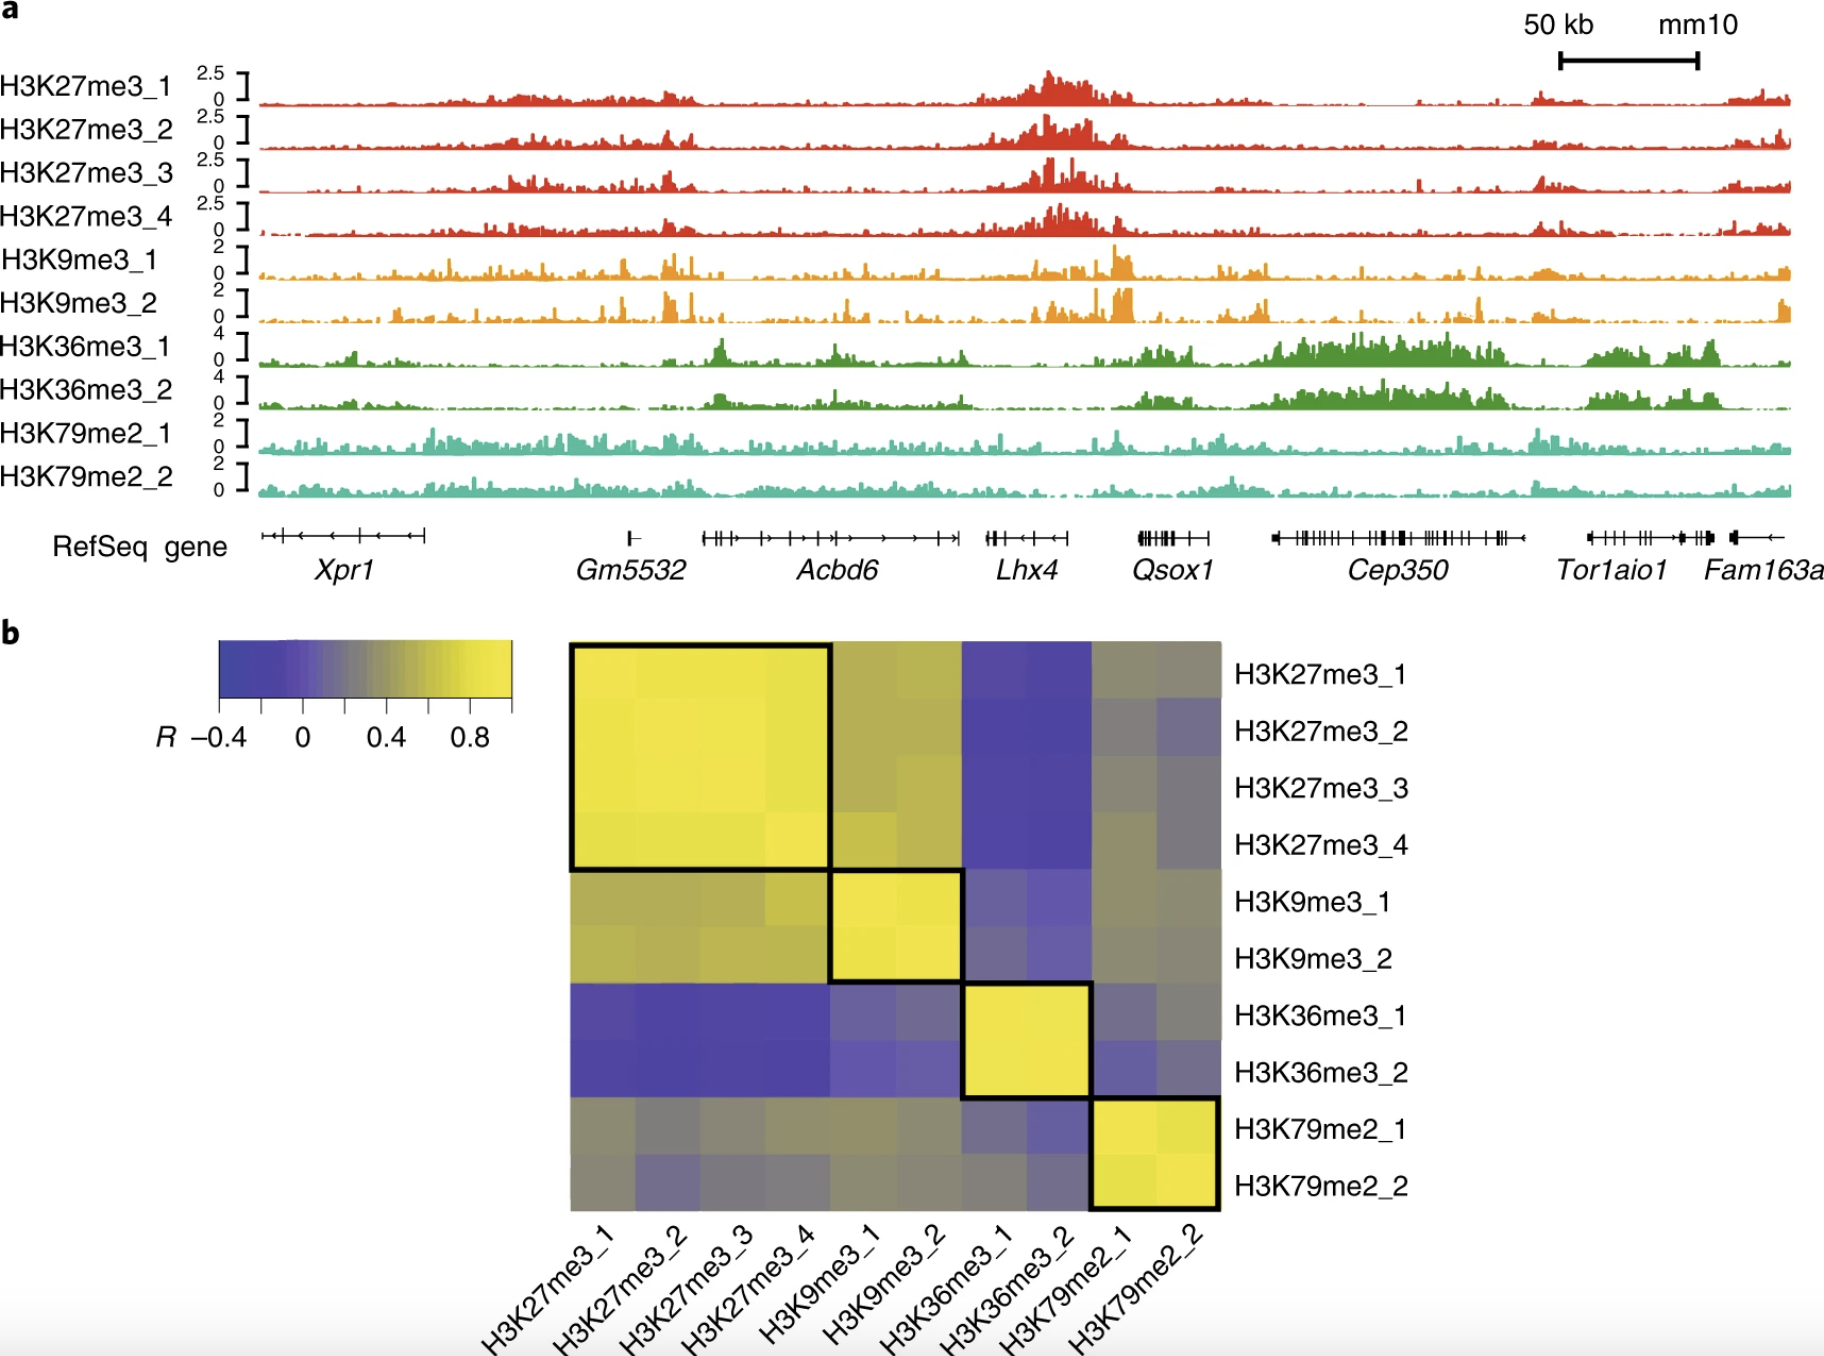 a
50 kb mm10
H3K27me3_1 2.5 0
H3K27me3_2 2.5 0
H3K27me3_3 2.5 0
H3K27me3_4 2.5 0
H3K9me3_1 2 0
H3K9me3_2 2 0
H3K36me3_1 4 0
H3K36me3_2 4 0
H3K79me2_1 2 0
H3K79me2_2 2 0
RefSeq gene
Xpr1 Gm5532 Acbd6 Lhx4 Qsox1 Cep350 Tor1aio1 Fam163a
b
R −0.4 0 0.4 0.8
H3K27me3_1
H3K27me3_2
H3K27me3_3
H3K27me3_4
H3K9me3_1
H3K9me3_2
H3K36me3_1
H3K36me3_2
H3K79me2_1
H3K79me2_2
H3K27me3_1
H3K27me3_2
H3K27me3_3
H3K27me3_4
H3K9me3_1
H3K9me3_2
H3K36me3_1
H3K36me3_2
H3K79me2_1
H3K79me2_2